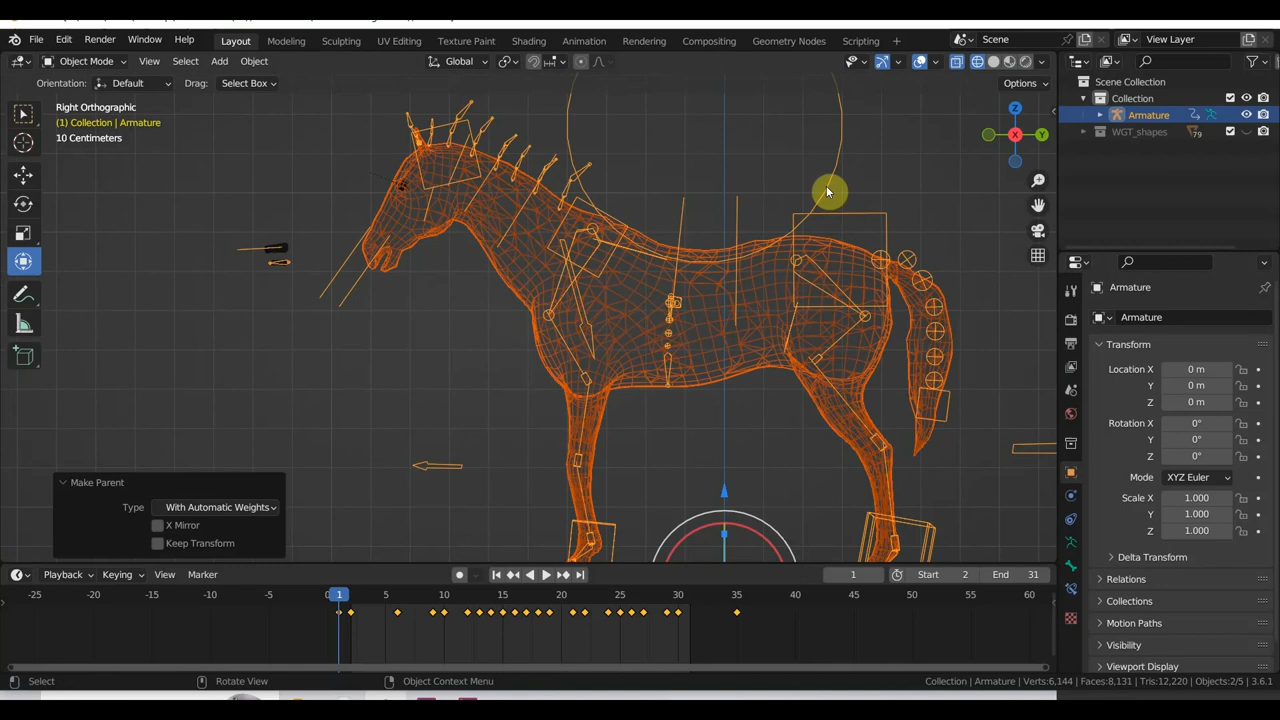 File Edit Render Window Help Layout Modeling Sculpting UV Editing Texture Paint Shading Animation Rendering Compositing Geometry Nodes Scripting + Scene View Layer
Object Mode View Select Add Object Global Options
Orientation: Default Drag: Select Box
Right Orthographic
(1) Collection | Armature
10 Centimeters
Z
X
Y
Scene Collection
Collection
Armature
WGT_shapes 79
Armature
Armature
Transform
Location X 0 m
Y 0 m
Z 0 m
Rotation X 0°
Y 0°
Z 0°
Mode XYZ Euler
Scale X 1.000
Y 1.000
Z 1.000
Delta Transform
Relations
Collections
Motion Paths
Visibility
Viewport Display
Make Parent
Type With Automatic Weights
X Mirror
Keep Transform
Playback Keying View Marker 1 Start 2 End 31
-25 -20 -15 -10 -5 0 1 5 10 15 20 25 30 35 40 45 50 55 60
Select Rotate View Object Context Menu Collection | Armature | Verts:6,144 | Faces:8,131 | Tris:12,220 | Objects:2/5 | 3.6.1